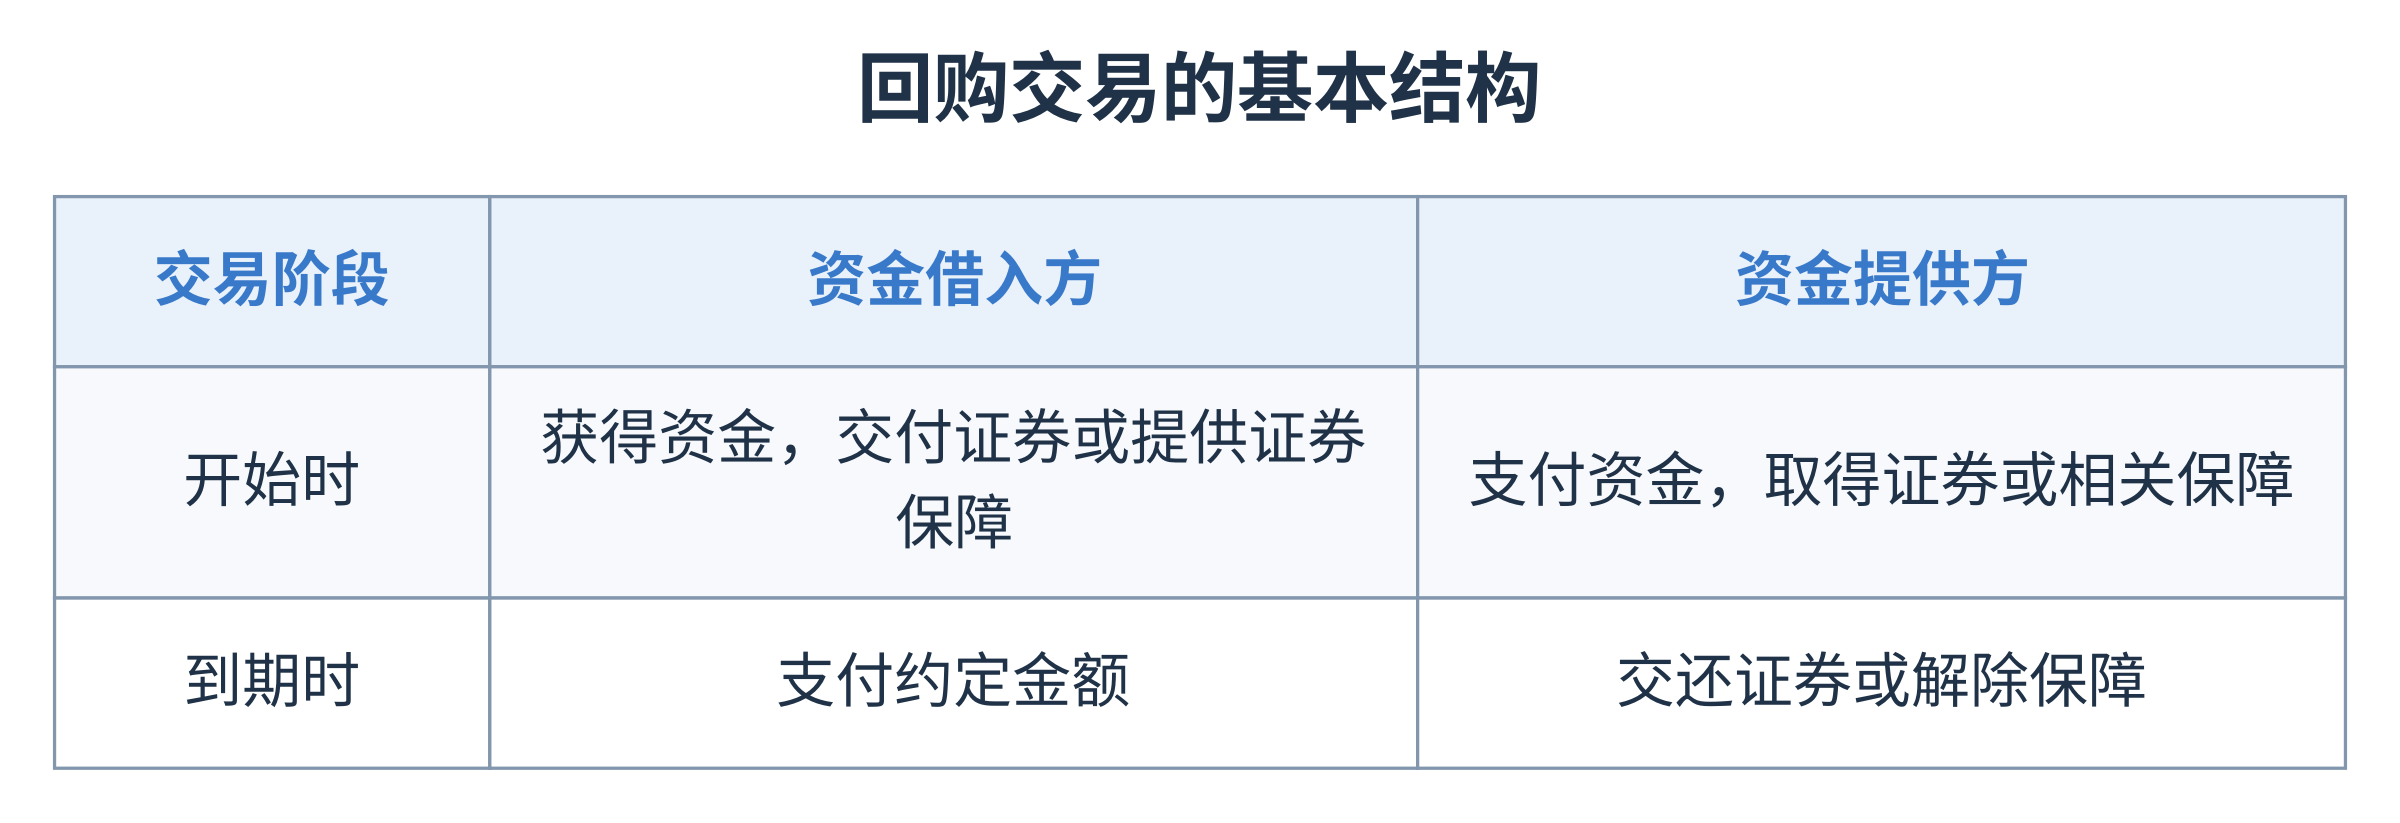 回购交易的基本结构
交易阶段
资金借入方
资金提供方
开始时
获得资金，交付证券或提供证券
保障
支付资金，取得证券或相关保障
到期时
支付约定金额
交还证券或解除保障